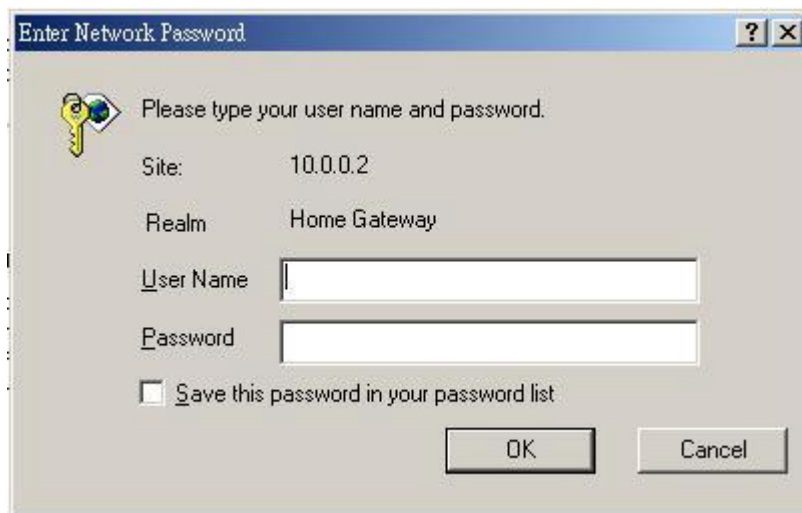 Enter Network Password
Please type your user name and password.
Site: 10.0.0.2
Realm Home Gateway
User Name
Password
Save this password in your password list
OK Cancel